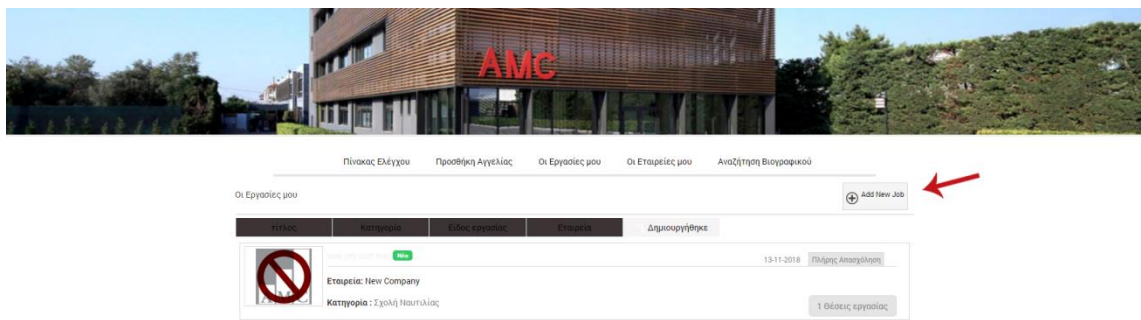 AMC
Πίνακας Ελέγχου Προσθήκη Αγγελίας Οι Εργασίες μου Οι Εταιρείες μου Αναζήτηση Βιογραφικού
Οι Εργασίες μου
Add New Job
Τίτλος Κατηγορία Είδος εργασίας Εταιρεία Δημιουργήθηκε
Νέο
13-11-2018 Πλήρης Απασχόληση
Εταιρεία: New Company
Κατηγορία : Σχολή Ναυτιλίας
1 Θέσεις εργασίας
AMC